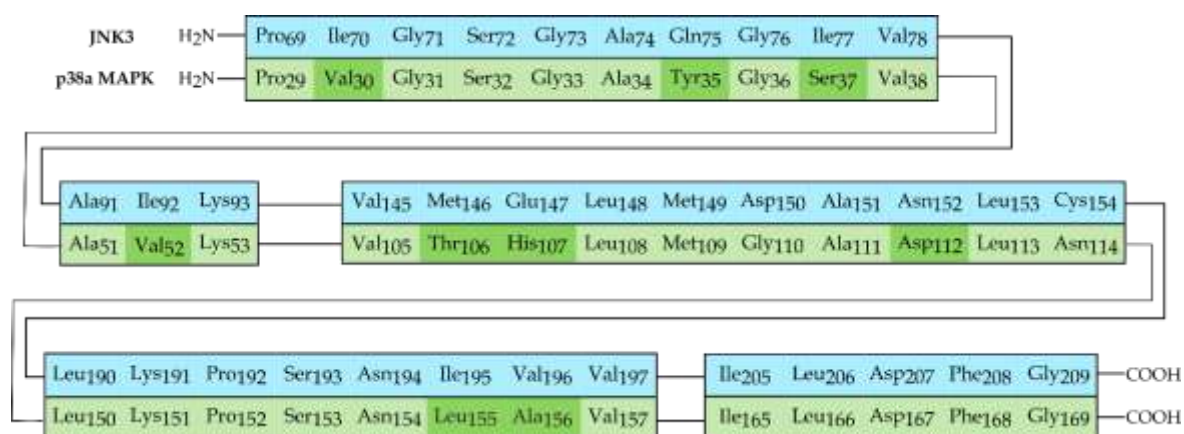 JNK3 H2N Pro69 Ile70 Gly71 Ser72 Gly73 Ala74 Gln75 Gly76 Ile77 Val78
p38a MAPK H2N Pro29 Val30 Gly31 Ser32 Gly33 Ala34 Tyr35 Gly36 Ser37 Val38
Ala91 Ile92 Lys93 Val145 Met146 Glu147 Leu148 Met149 Asp150 Ala151 Asn152 Leu153 Cys154
Ala51 Val52 Lys53 Val105 Thr106 His107 Leu108 Met109 Gly110 Ala111 Asp112 Leu113 Asn114
Leu190 Lys191 Pro192 Ser193 Asn194 Ile195 Val196 Val197 Ile205 Leu206 Asp207 Phe208 Gly209 COOH
Leu150 Lys151 Pro152 Ser153 Asn154 Leu155 Ala156 Val157 Ile165 Leu166 Asp167 Phe168 Gly169 COOH